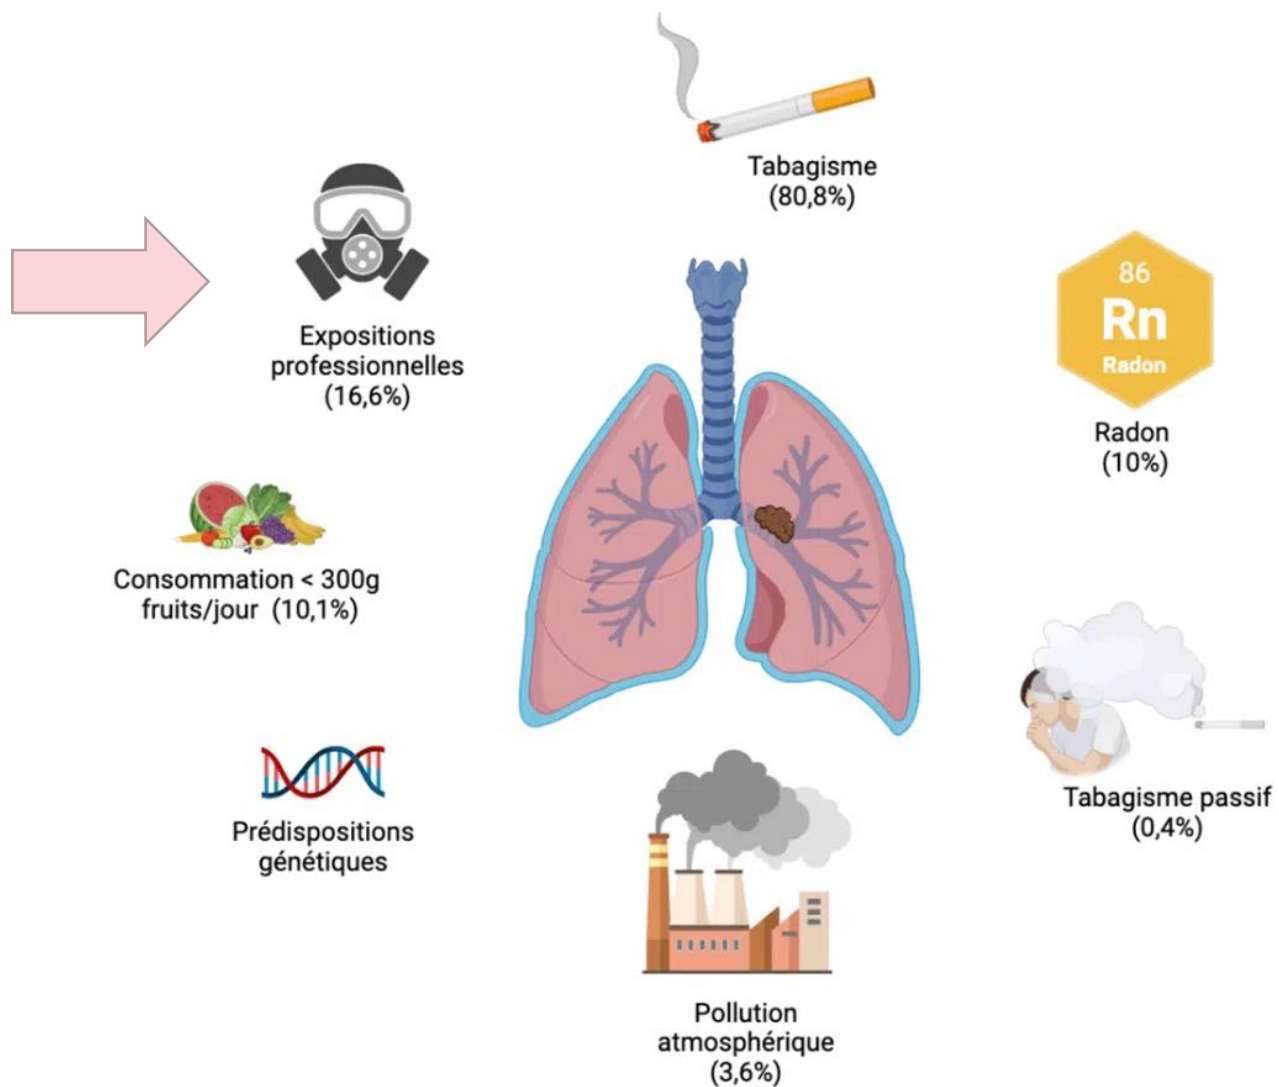 Tabagisme
(80,8%)
Expositions
professionnelles
(16,6%)
86
Rn
Radon
Radon
(10%)
Consommation < 300g
fruits/jour (10,1%)
Tabagisme passif
(0,4%)
Prédispositions
génétiques
Pollution
atmosphérique
(3,6%)